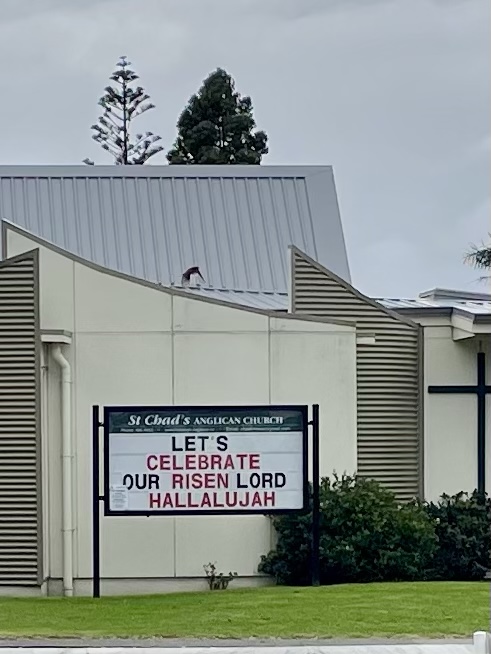 St Chad's ANGLICAN CHURCH
LET'S
CELEBRATE
OUR RISEN LORD
HALLALUJAH